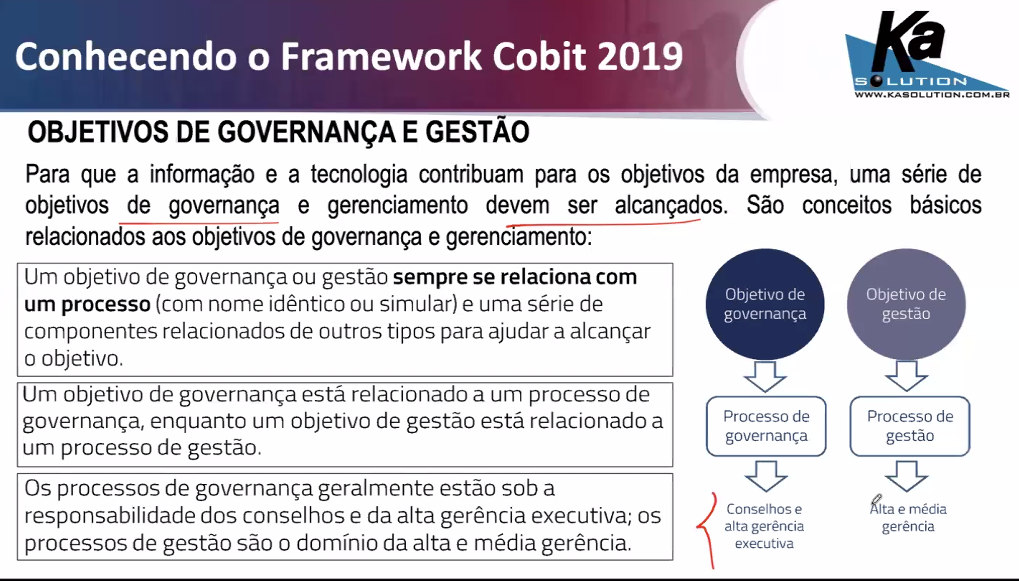 Conhecendo o Framework Cobit 2019
Ka
SOLUTION
WWW.KASOLUTION.COM.BR
OBJETIVOS DE GOVERNANÇA E GESTÃO
Para que a informação e a tecnologia contribuam para os objetivos da empresa, uma série de
objetivos de governança e gerenciamento devem ser alcançados. São conceitos básicos
relacionados aos objetivos de governança e gerenciamento:
Um objetivo de governança ou gestão sempre se relaciona com
um processo (com nome idêntico ou simular) e uma série de
componentes relacionados de outros tipos para ajudar a alcançar
o objetivo.
Um objetivo de governança está relacionado a um processo de
governança, enquanto um objetivo de gestão está relacionado a
um processo de gestão.
Os processos de governança geralmente estão sob a
responsabilidade dos conselhos e da alta gerência executiva; os
processos de gestão são o domínio da alta e média gerência.
Objetivo de
governança
Processo de
governança
Conselhos e
alta gerência
executiva
Objetivo de
gestão
Processo de
gestão
Alta e média
gerência